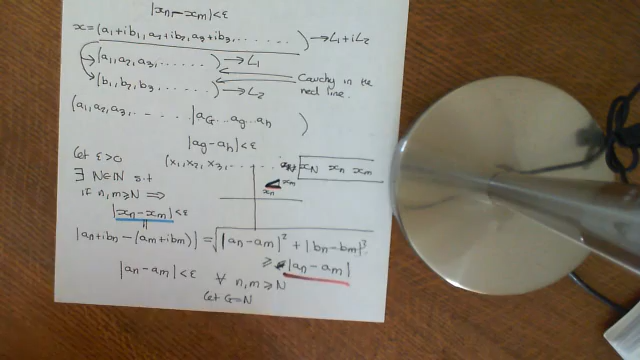 |xn-xm|<ε
x=(a1+ib1, a2+ib2, a3+ib3, . . . . . . ) → L1+iL2
(a1, a2, a3, . . . . . . ) → L1
(b1, b2, b3, . . . . . . ) → L2
Cauchy in the real line.
(a1, a2, a3, . . . . . aG...ag...ah )
|ag-ah|<ε
Let ε>0
(x1, x2, x3, . . . . xN xn xm
∃ N∈ℕ s.t
xm
xn
if n,m≥N ⟹
|xn-xm|<ε
|an+ibn-(am+ibm)| = √|an-am|²+|bn-bm|²
≥ |an-am|
|an-am|<ε ∀ n,m≥N
Let G=N